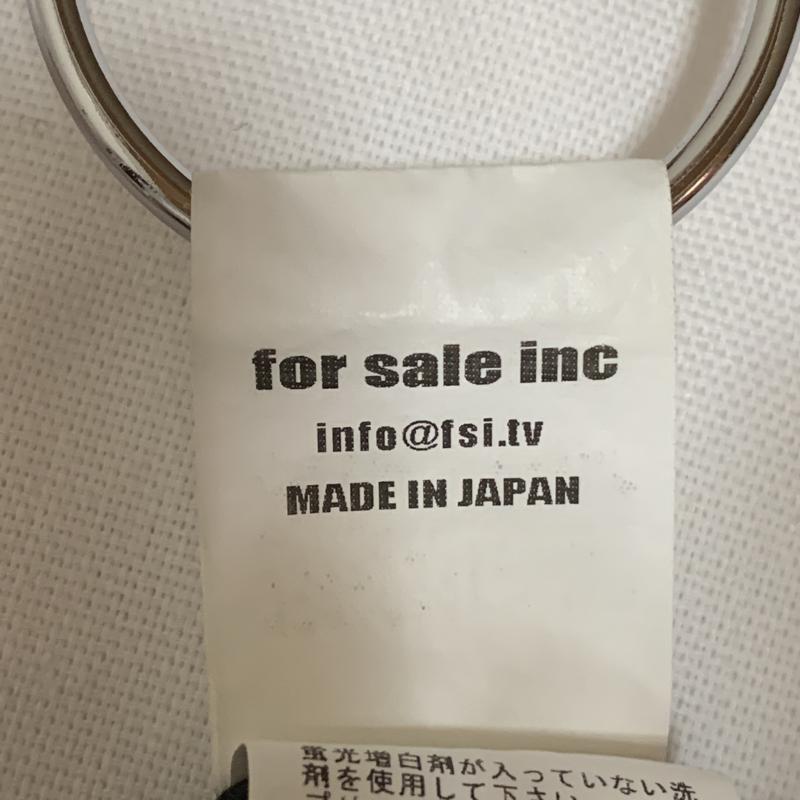 for sale inc
info@fsi.tv
MADE IN JAPAN
蛍光増白剤が入っていない洗
剤を使用して下さい